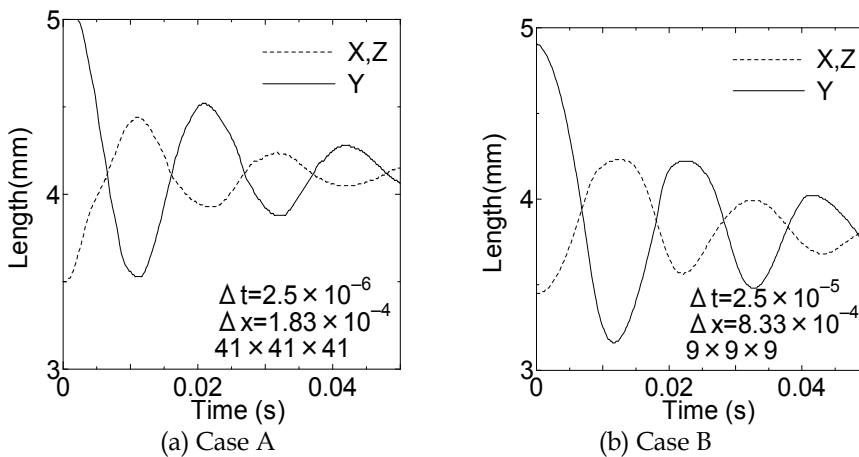 5
X,Z
Y
4
3
Length(mm)
Δt=2.5×10⁻⁶
Δx=1.83×10⁻⁴
41×41×41
0
0.02
0.04
Time (s)
(a) Case A
5
X,Z
Y
4
3
Length(mm)
Δt=2.5×10⁻⁵
Δx=8.33×10⁻⁴
9×9×9
0
0.02
0.04
Time (s)
(b) Case B